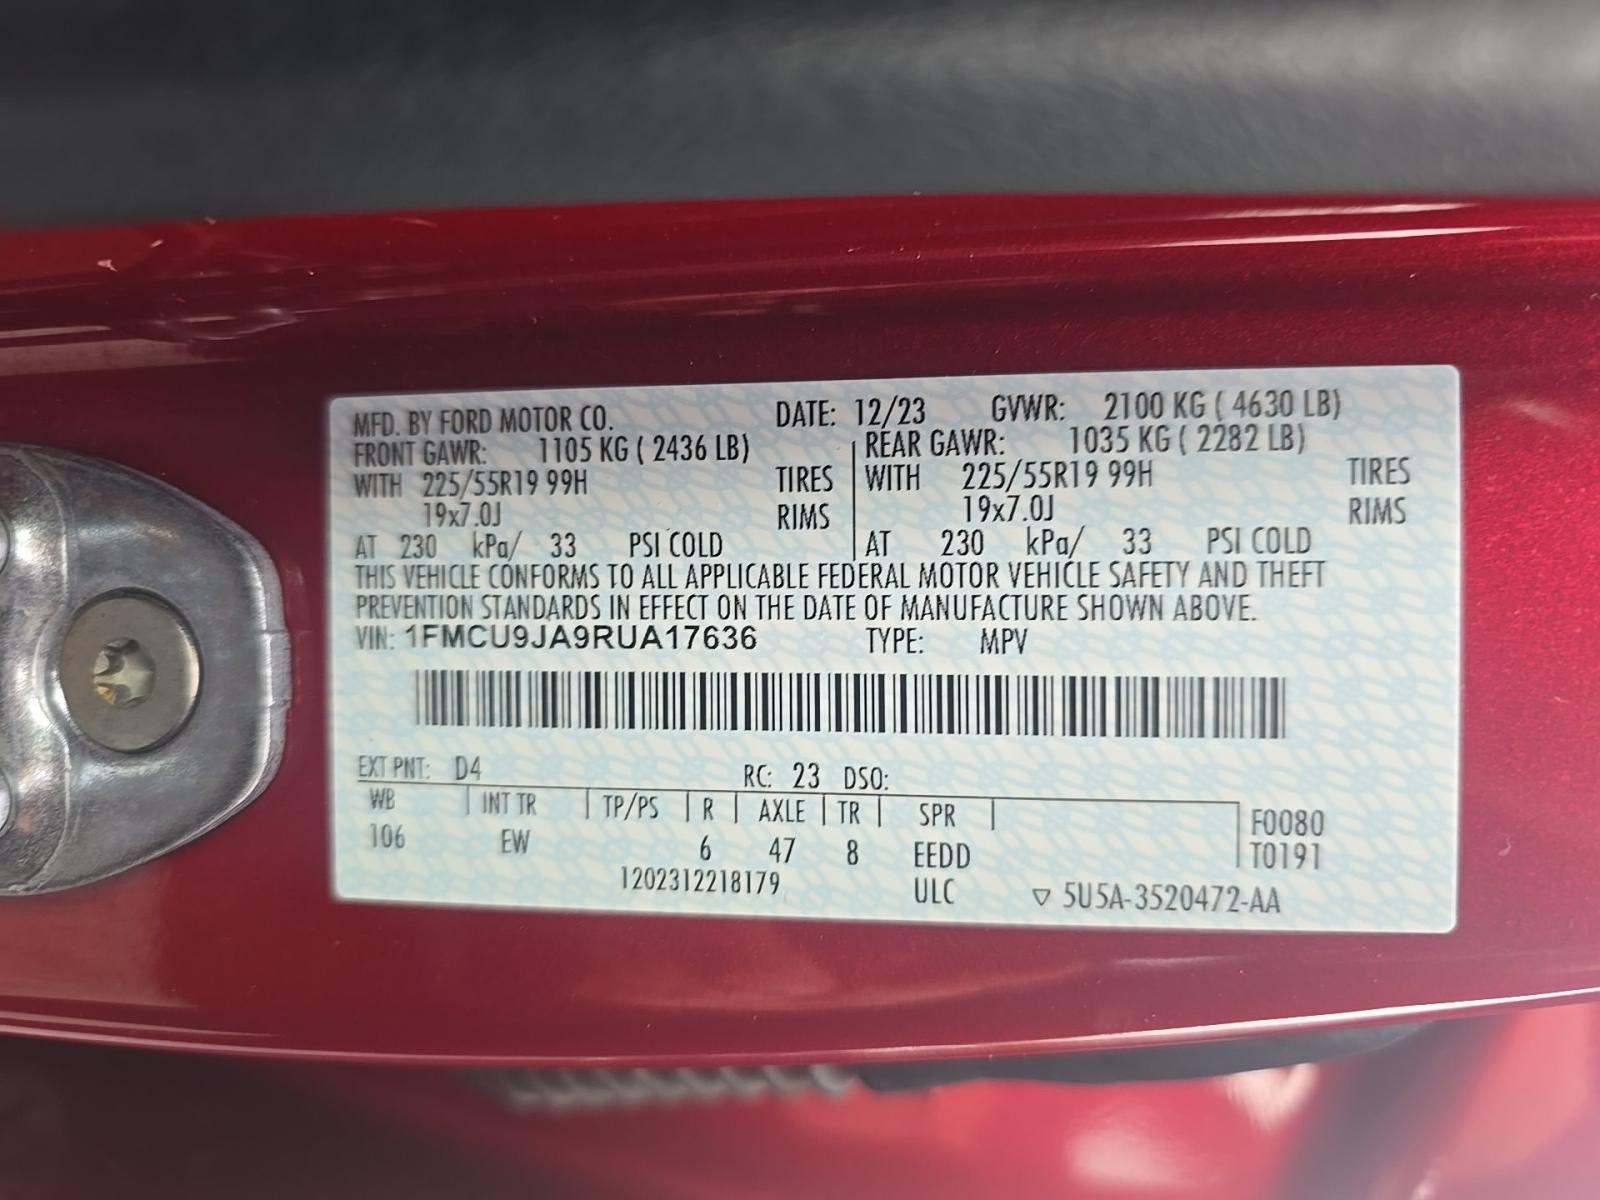 MFD. BY FORD MOTOR CO. DATE: 12/23 GVWR: 2100 KG ( 4630 LB)
FRONT GAWR: 1105 KG ( 2436 LB) REAR GAWR: 1035 KG ( 2282 LB)
WITH 225/55R19 99H TIRES WITH 225/55R19 99H TIRES
19x7.0J RIMS 19x7.0J RIMS
AT 230 kPa/ 33 PSI COLD AT 230 kPa/ 33 PSI COLD
THIS VEHICLE CONFORMS TO ALL APPLICABLE FEDERAL MOTOR VEHICLE SAFETY AND THEFT
PREVENTION STANDARDS IN EFFECT ON THE DATE OF MANUFACTURE SHOWN ABOVE.
VIN: 1FMCU9JA9RUA17636 TYPE: MPV
EXT PNT: D4 RC: 23 DSO:
WB INT TR TP/PS R AXLE TR SPR F0080
106 EW 6 47 8 EEDD T0191
1202312218179 ULC ▽ 5U5A-3520472-AA